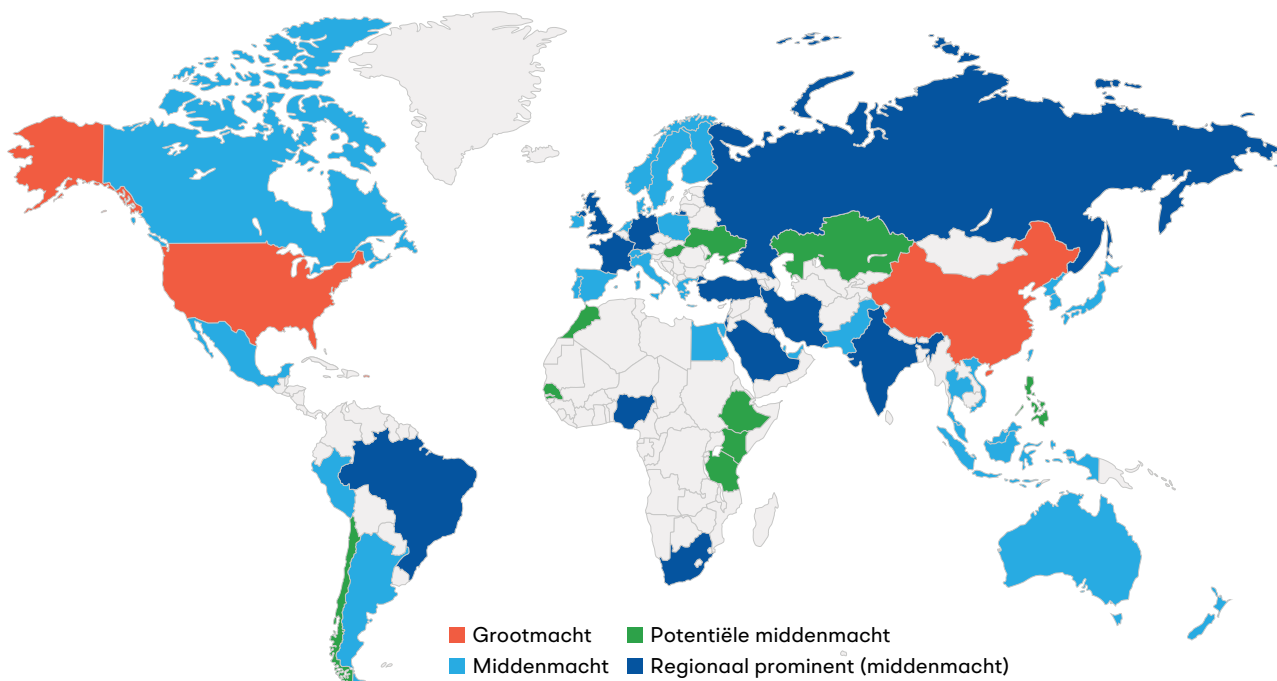 Grootmacht
Potentiële middenmacht
Middenmacht
Regionaal prominent (middenmacht)